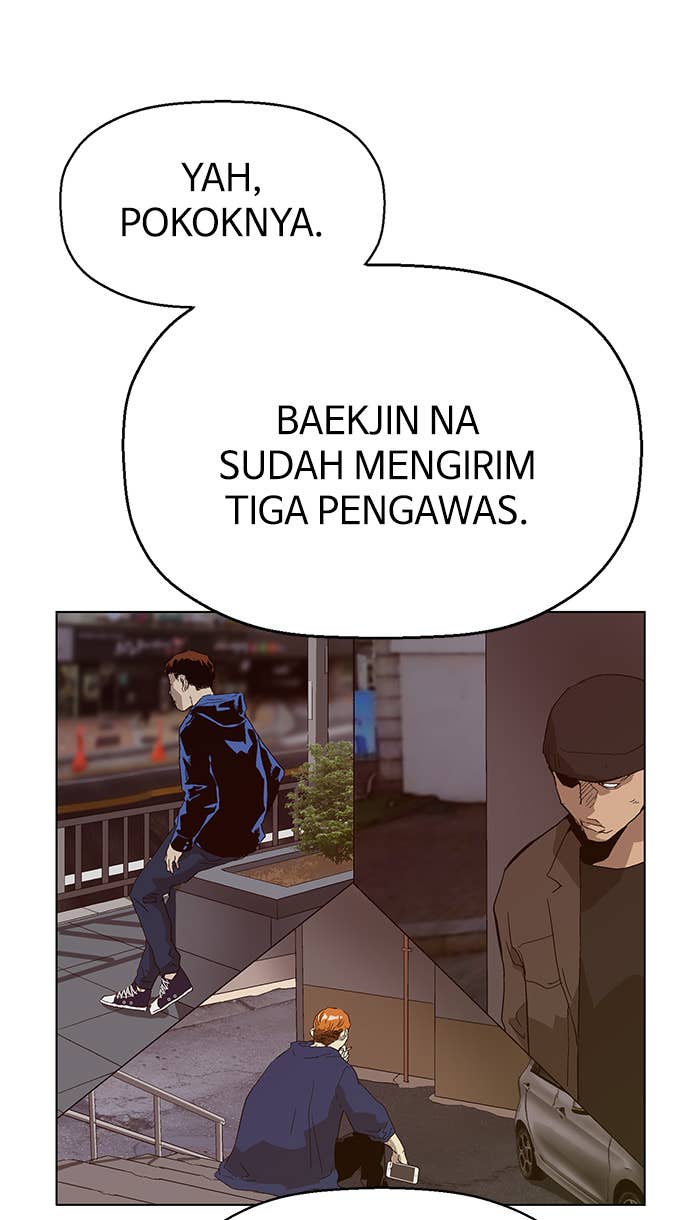 YAH,
POKOKNYA.
BAEKJIN NA
SUDAH MENGIRIM
TIGA PENGAWAS.